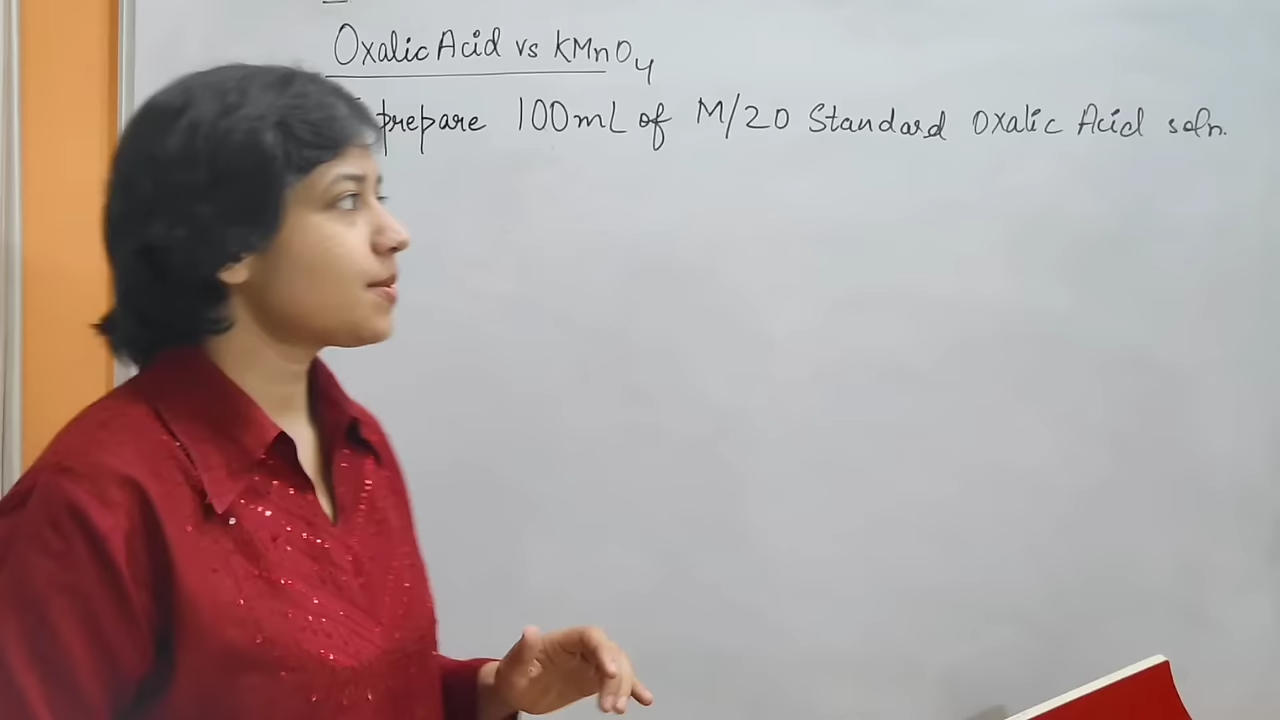 Oxalic Acid vs KMnO₄
prepare 100mL of M/20 Standard Oxalic Acid soln.